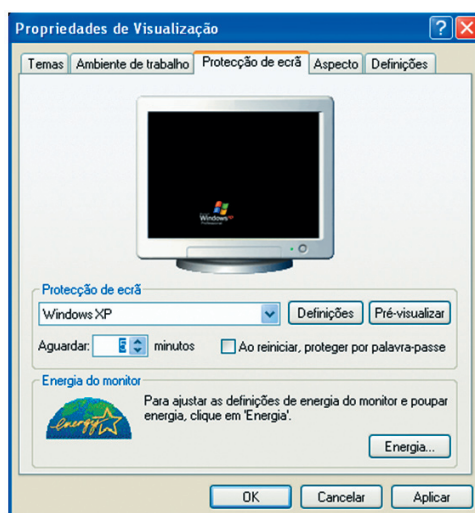 Propriedades de Visualização
Temas Ambiente de trabalho Protecção de ecrã Aspecto Definições
Windows xp
Protecção de ecrã
Windows XP Definições Pré-visualizar
Aguardar: 5 minutos Ao reiniciar, proteger por palavra-passe
Energia do monitor
energy
Para ajustar as definições de energia do monitor e poupar
energia, clique em 'Energia'.
Energia...
OK Cancelar Aplicar